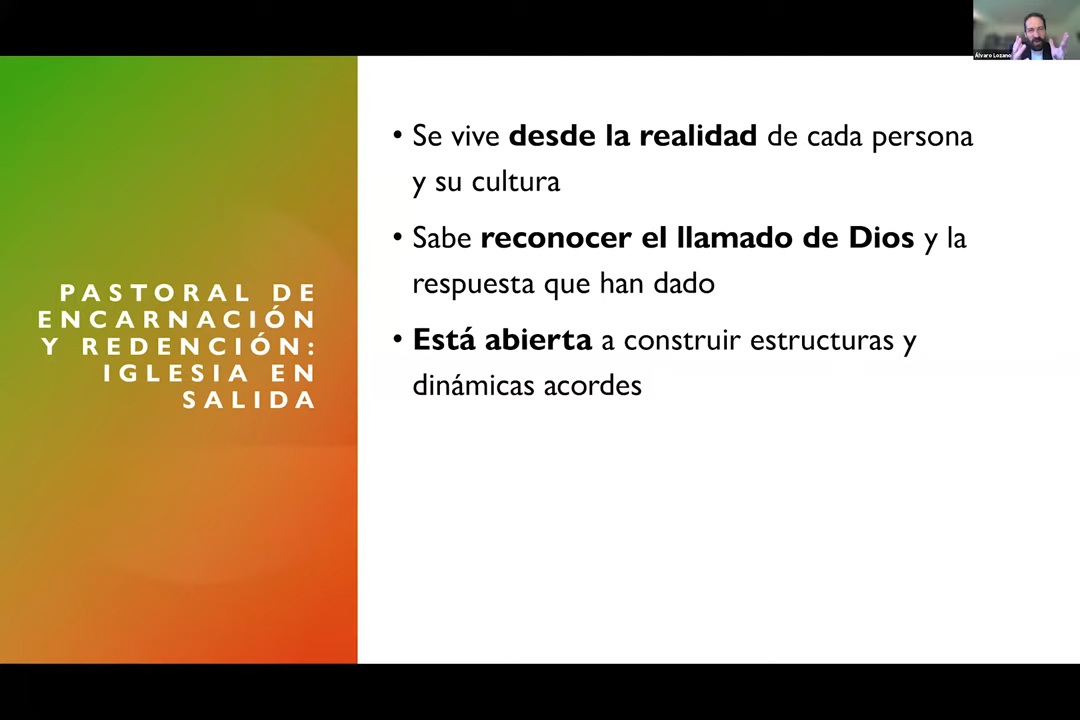 Álvaro Lozano
PASTORAL DE
ENCARNACIÓN
Y REDENCIÓN:
IGLESIA EN
SALIDA
• Se vive desde la realidad de cada persona
y su cultura
• Sabe reconocer el llamado de Dios y la
respuesta que han dado
• Está abierta a construir estructuras y
dinámicas acordes